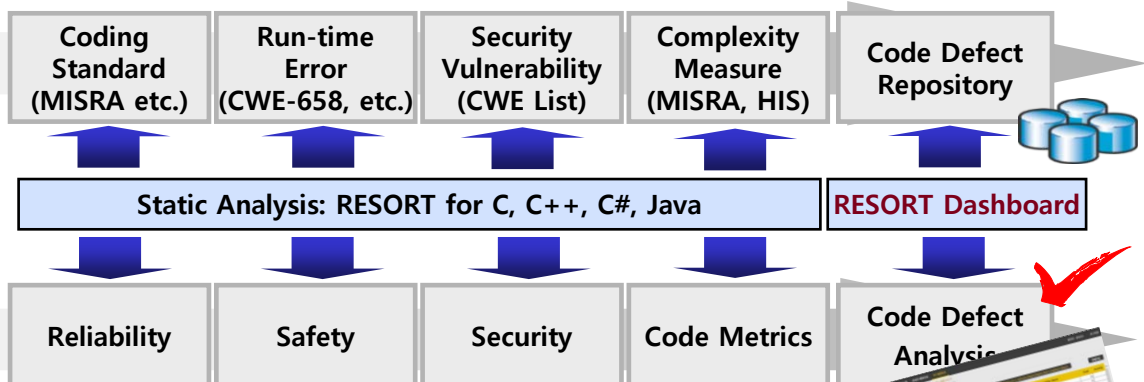 Coding
Standard
(MISRA etc.)
Run-time
Error
(CWE-658, etc.)
Security
Vulnerability
(CWE List)
Complexity
Measure
(MISRA, HIS)
Code Defect
Repository
Static Analysis: RESORT for C, C++, C#, Java
RESORT Dashboard
Reliability
Safety
Security
Code Metrics
Code Defect
Analysis